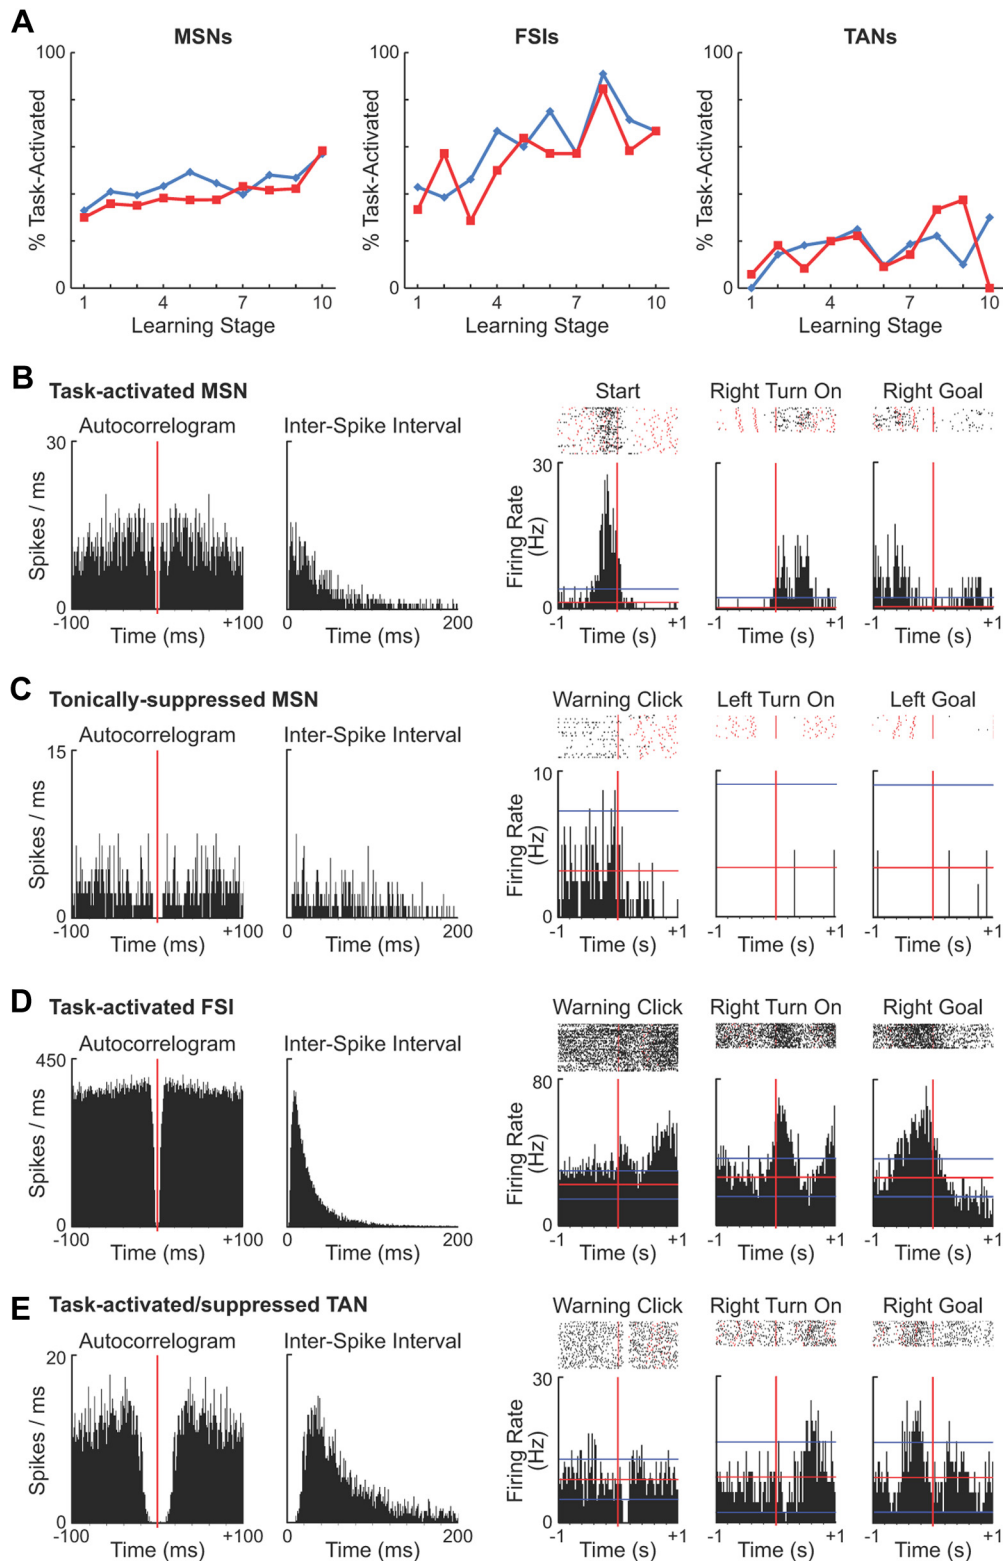 A
MSNs
FSIs
TANs
100
% Task-Activated
0
1
4
7
10
Learning Stage
100
% Task-Activated
0
1
4
7
10
Learning Stage
100
% Task-Activated
0
1
4
7
10
Learning Stage
B
Task-activated MSN
Autocorrelogram
Inter-Spike Interval
Start
Right Turn On
Right Goal
30
Spikes / ms
0
-100
+100
Time (ms)
0
200
Time (ms)
30
Firing Rate
(Hz)
0
-1
+1
Time (s)
-1
+1
Time (s)
-1
+1
Time (s)
C
Tonically-suppressed MSN
Autocorrelogram
Inter-Spike Interval
Warning Click
Left Turn On
Left Goal
15
Spikes / ms
0
-100
+100
Time (ms)
0
200
Time (ms)
10
Firing Rate
(Hz)
0
-1
+1
Time (s)
-1
+1
Time (s)
-1
+1
Time (s)
D
Task-activated FSI
Autocorrelogram
Inter-Spike Interval
Warning Click
Right Turn On
Right Goal
450
Spikes / ms
0
-100
+100
Time (ms)
0
200
Time (ms)
80
Firing Rate
(Hz)
0
-1
+1
Time (s)
-1
+1
Time (s)
-1
+1
Time (s)
E
Task-activated/suppressed TAN
Autocorrelogram
Inter-Spike Interval
Warning Click
Right Turn On
Right Goal
20
Spikes / ms
0
-100
+100
Time (ms)
0
200
Time (ms)
30
Firing Rate
(Hz)
0
-1
+1
Time (s)
-1
+1
Time (s)
-1
+1
Time (s)